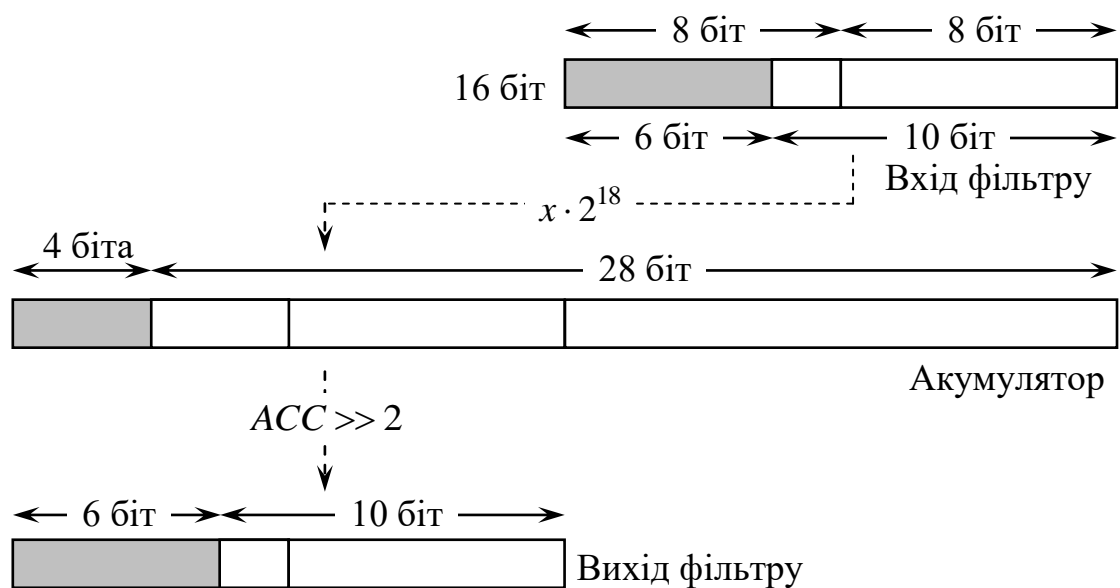 8 біт 8 біт
16 біт
6 біт 10 біт
Вхід фільтру
x · 2^18
4 біта 28 біт
Акумулятор
ACC >> 2
6 біт 10 біт
Вихід фільтру